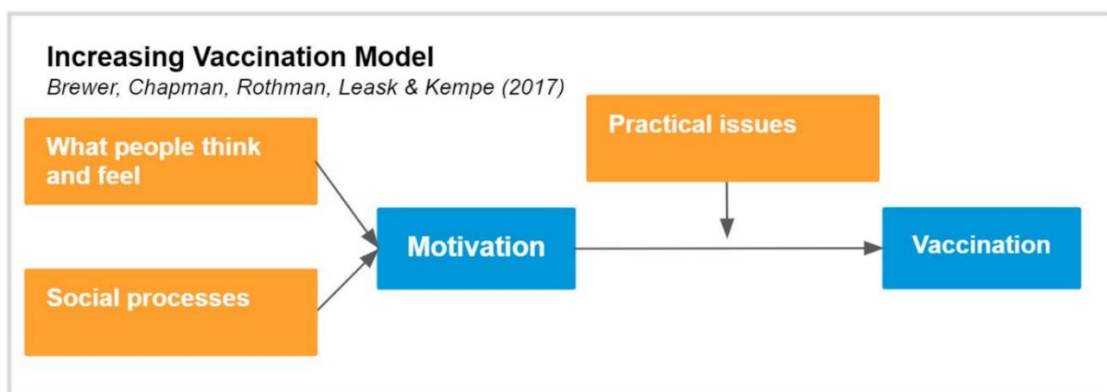 Increasing Vaccination Model
Brewer, Chapman, Rothman, Leask & Kempe (2017)
What people think
and feel
Practical issues
Motivation
Vaccination
Social processes